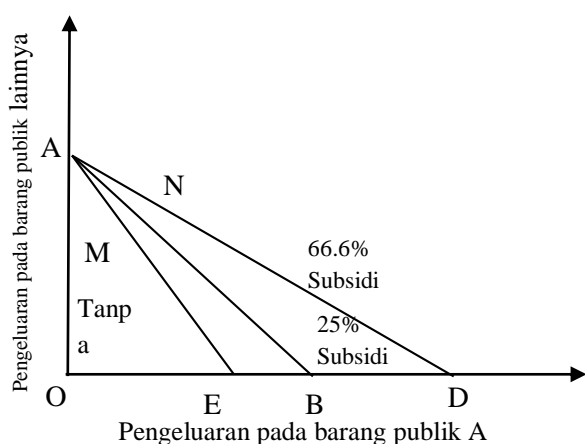 Pengeluaran pada barang publik lainnya
A
N
M
66.6%
Subsidi
Tanp
a
25%
Subsidi
O
E
B
D
Pengeluaran pada barang publik A